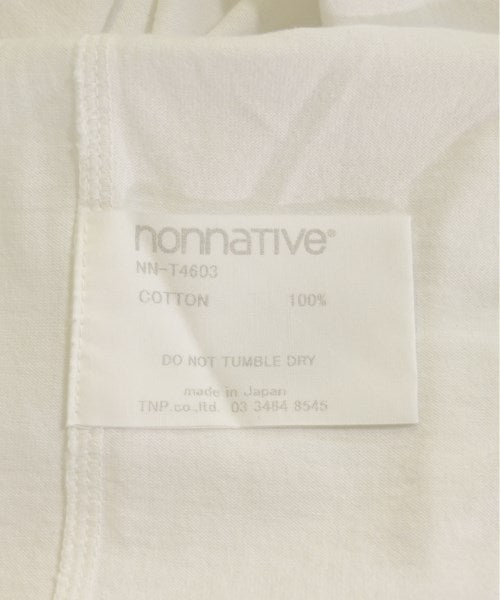 nonnative®
NN-T4603
COTTON 100%
DO NOT TUMBLE DRY
made in Japan
TNP.co.,ltd. 03 3464 8545